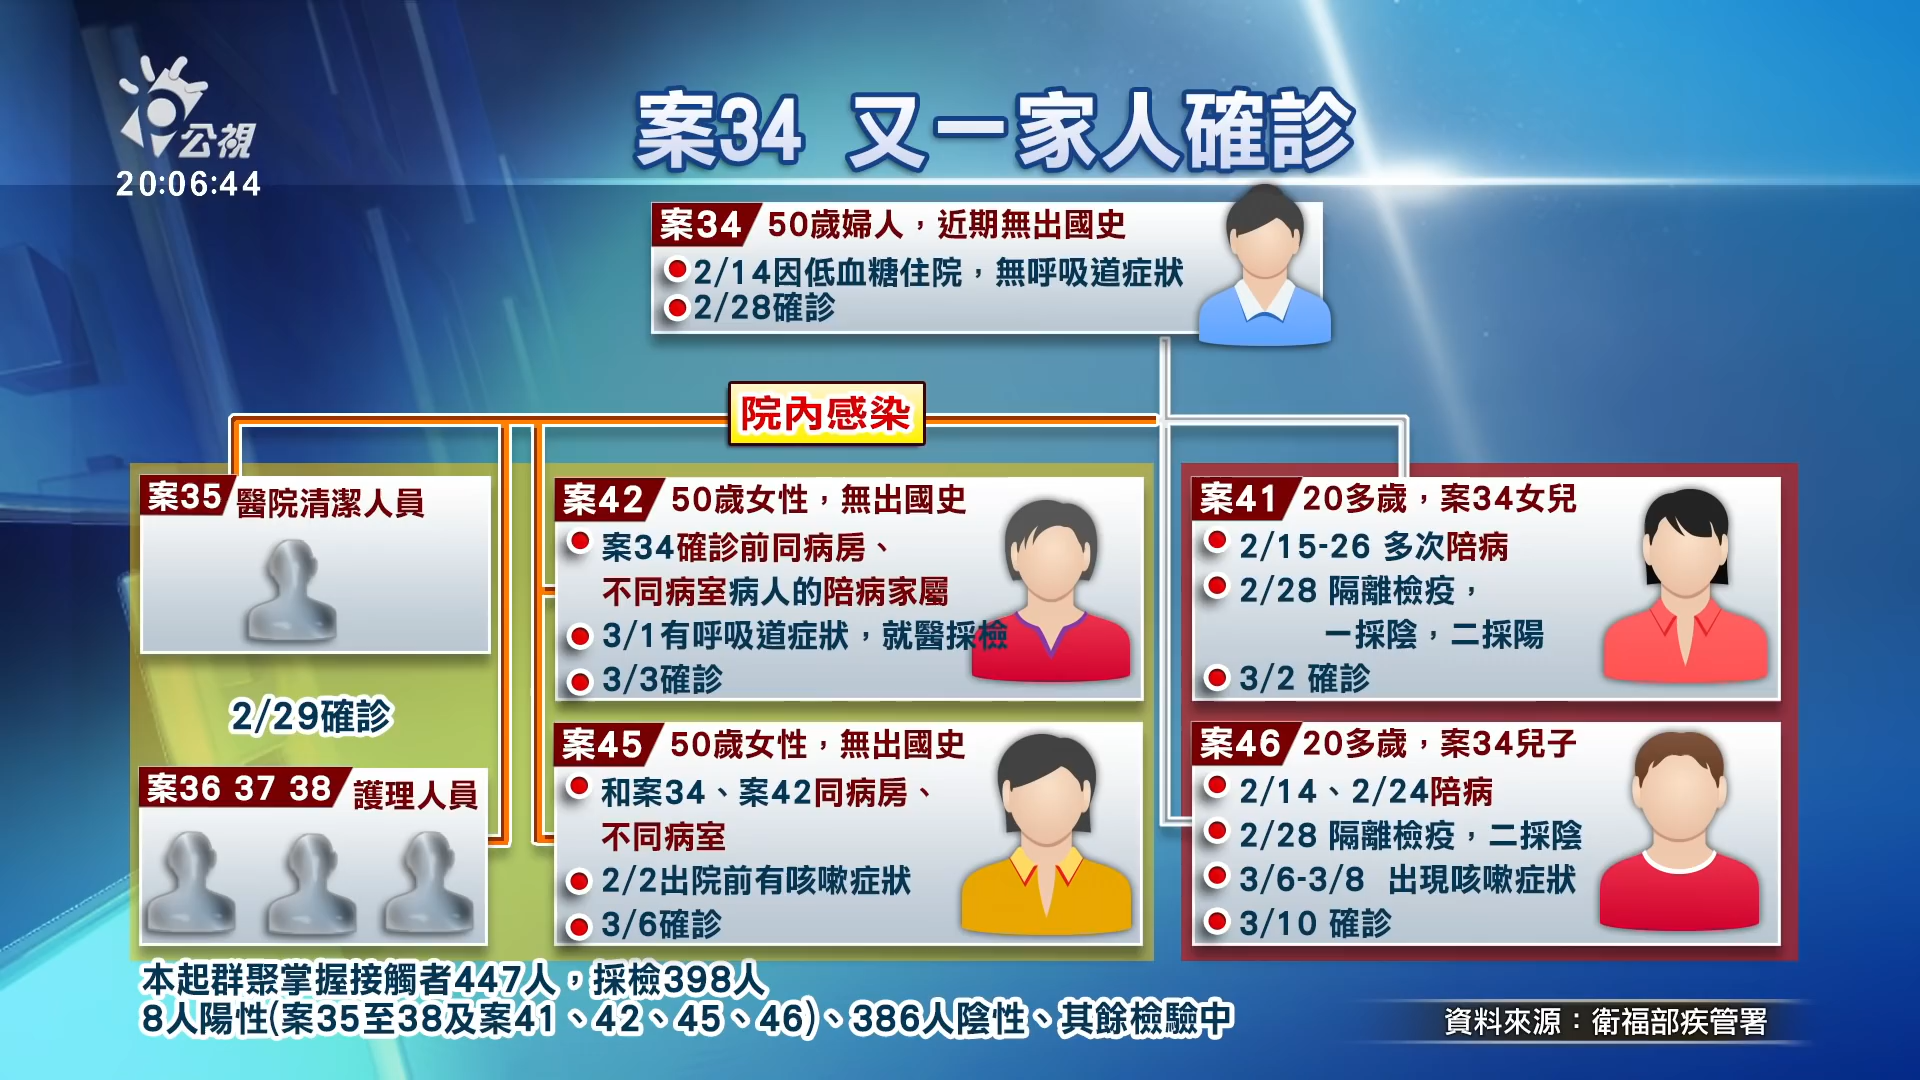 公視
20:06:44
案34 又一家人確診
案34 50歲婦人，近期無出國史
2/14因低血糖住院，無呼吸道症狀
2/28確診
院內感染
案35 醫院清潔人員
2/29確診
案36 37 38 護理人員
案42 50歲女性，無出國史
案34確診前同病房、
不同病室病人的陪病家屬
3/1有呼吸道症狀，就醫採檢
3/3確診
案45 50歲女性，無出國史
和案34、案42同病房、
不同病室
2/2出院前有咳嗽症狀
3/6確診
案41 20多歲，案34女兒
2/15-26 多次陪病
2/28 隔離檢疫，
一採陰，二採陽
3/2 確診
案46 20多歲，案34兒子
2/14、2/24陪病
2/28 隔離檢疫，二採陰
3/6-3/8 出現咳嗽症狀
3/10 確診
本起群聚掌握接觸者447人，採檢398人
8人陽性(案35至38及案41、42、45、46)、386人陰性、其餘檢驗中
資料來源：衛福部疾管署